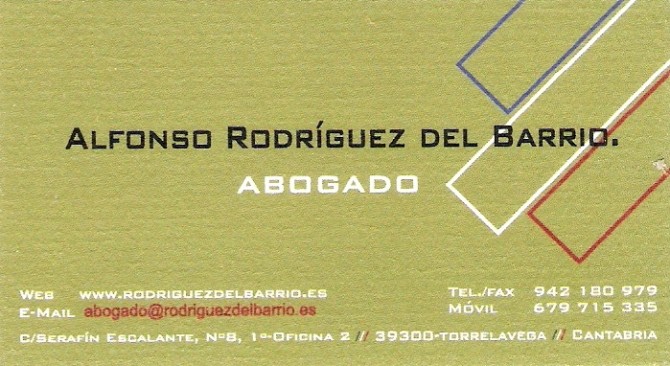 ALFONSO RODRÍGUEZ DEL BARRIO.
ABOGADO
WEB WWW.RODRIGUEZDELBARRIO.ES
TEL./FAX 942 180 979
E-MAIL abogado@rodriguezdelbarrio.es
MÓVIL 679 715 335
C/SERAFÍN ESCALANTE, Nº8, 1ª-OFICINA 2 // 39300-TORRELAVEGA // CANTABRIA